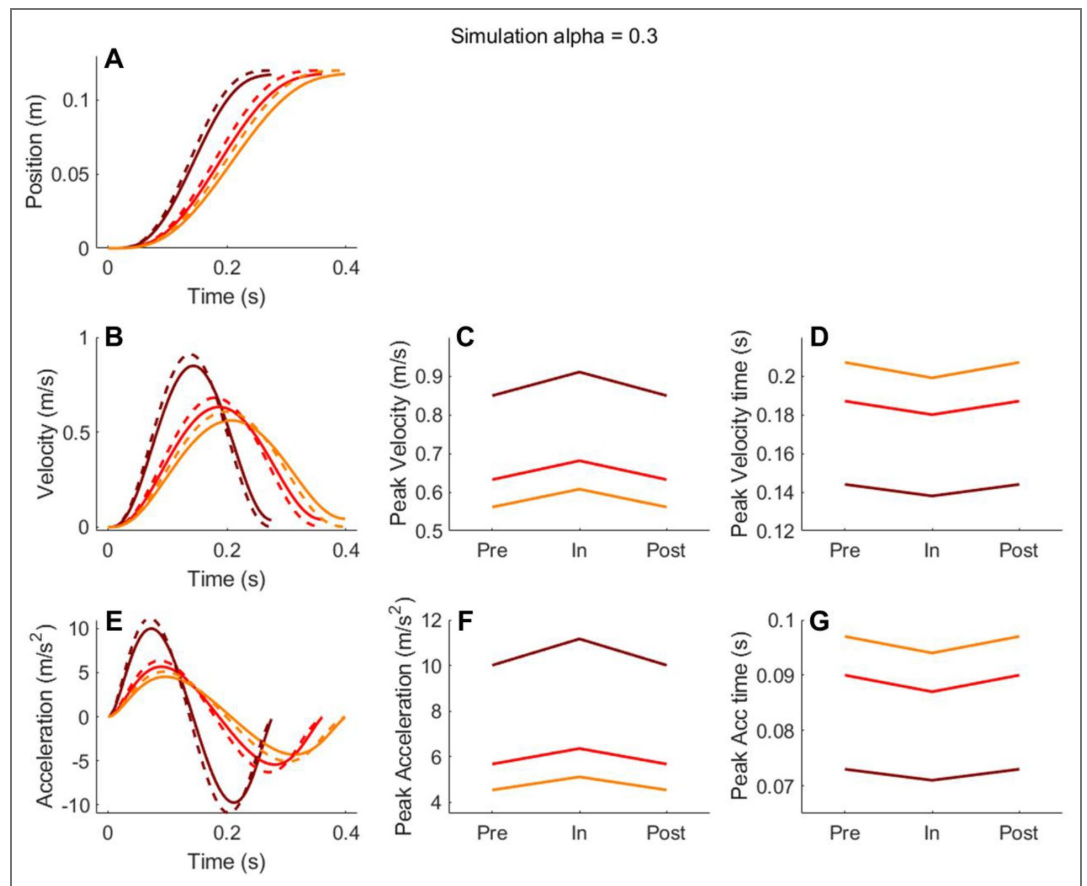 Simulation alpha = 0.3
A
Position (m)
0.1
0.05
0
0
0.2
0.4
Time (s)
B
Velocity (m/s)
1
0.5
0
0
0.2
0.4
Time (s)
C
Peak Velocity (m/s)
0.9
0.8
0.7
0.6
0.5
Pre
In
Post
D
Peak Velocity time (s)
0.2
0.18
0.16
0.14
0.12
Pre
In
Post
E
Acceleration (m/s²)
10
5
0
-5
-10
0
0.2
0.4
Time (s)
F
Peak Acceleration (m/s²)
12
10
8
6
4
Pre
In
Post
G
Peak Acc time (s)
0.1
0.09
0.08
0.07
Pre
In
Post